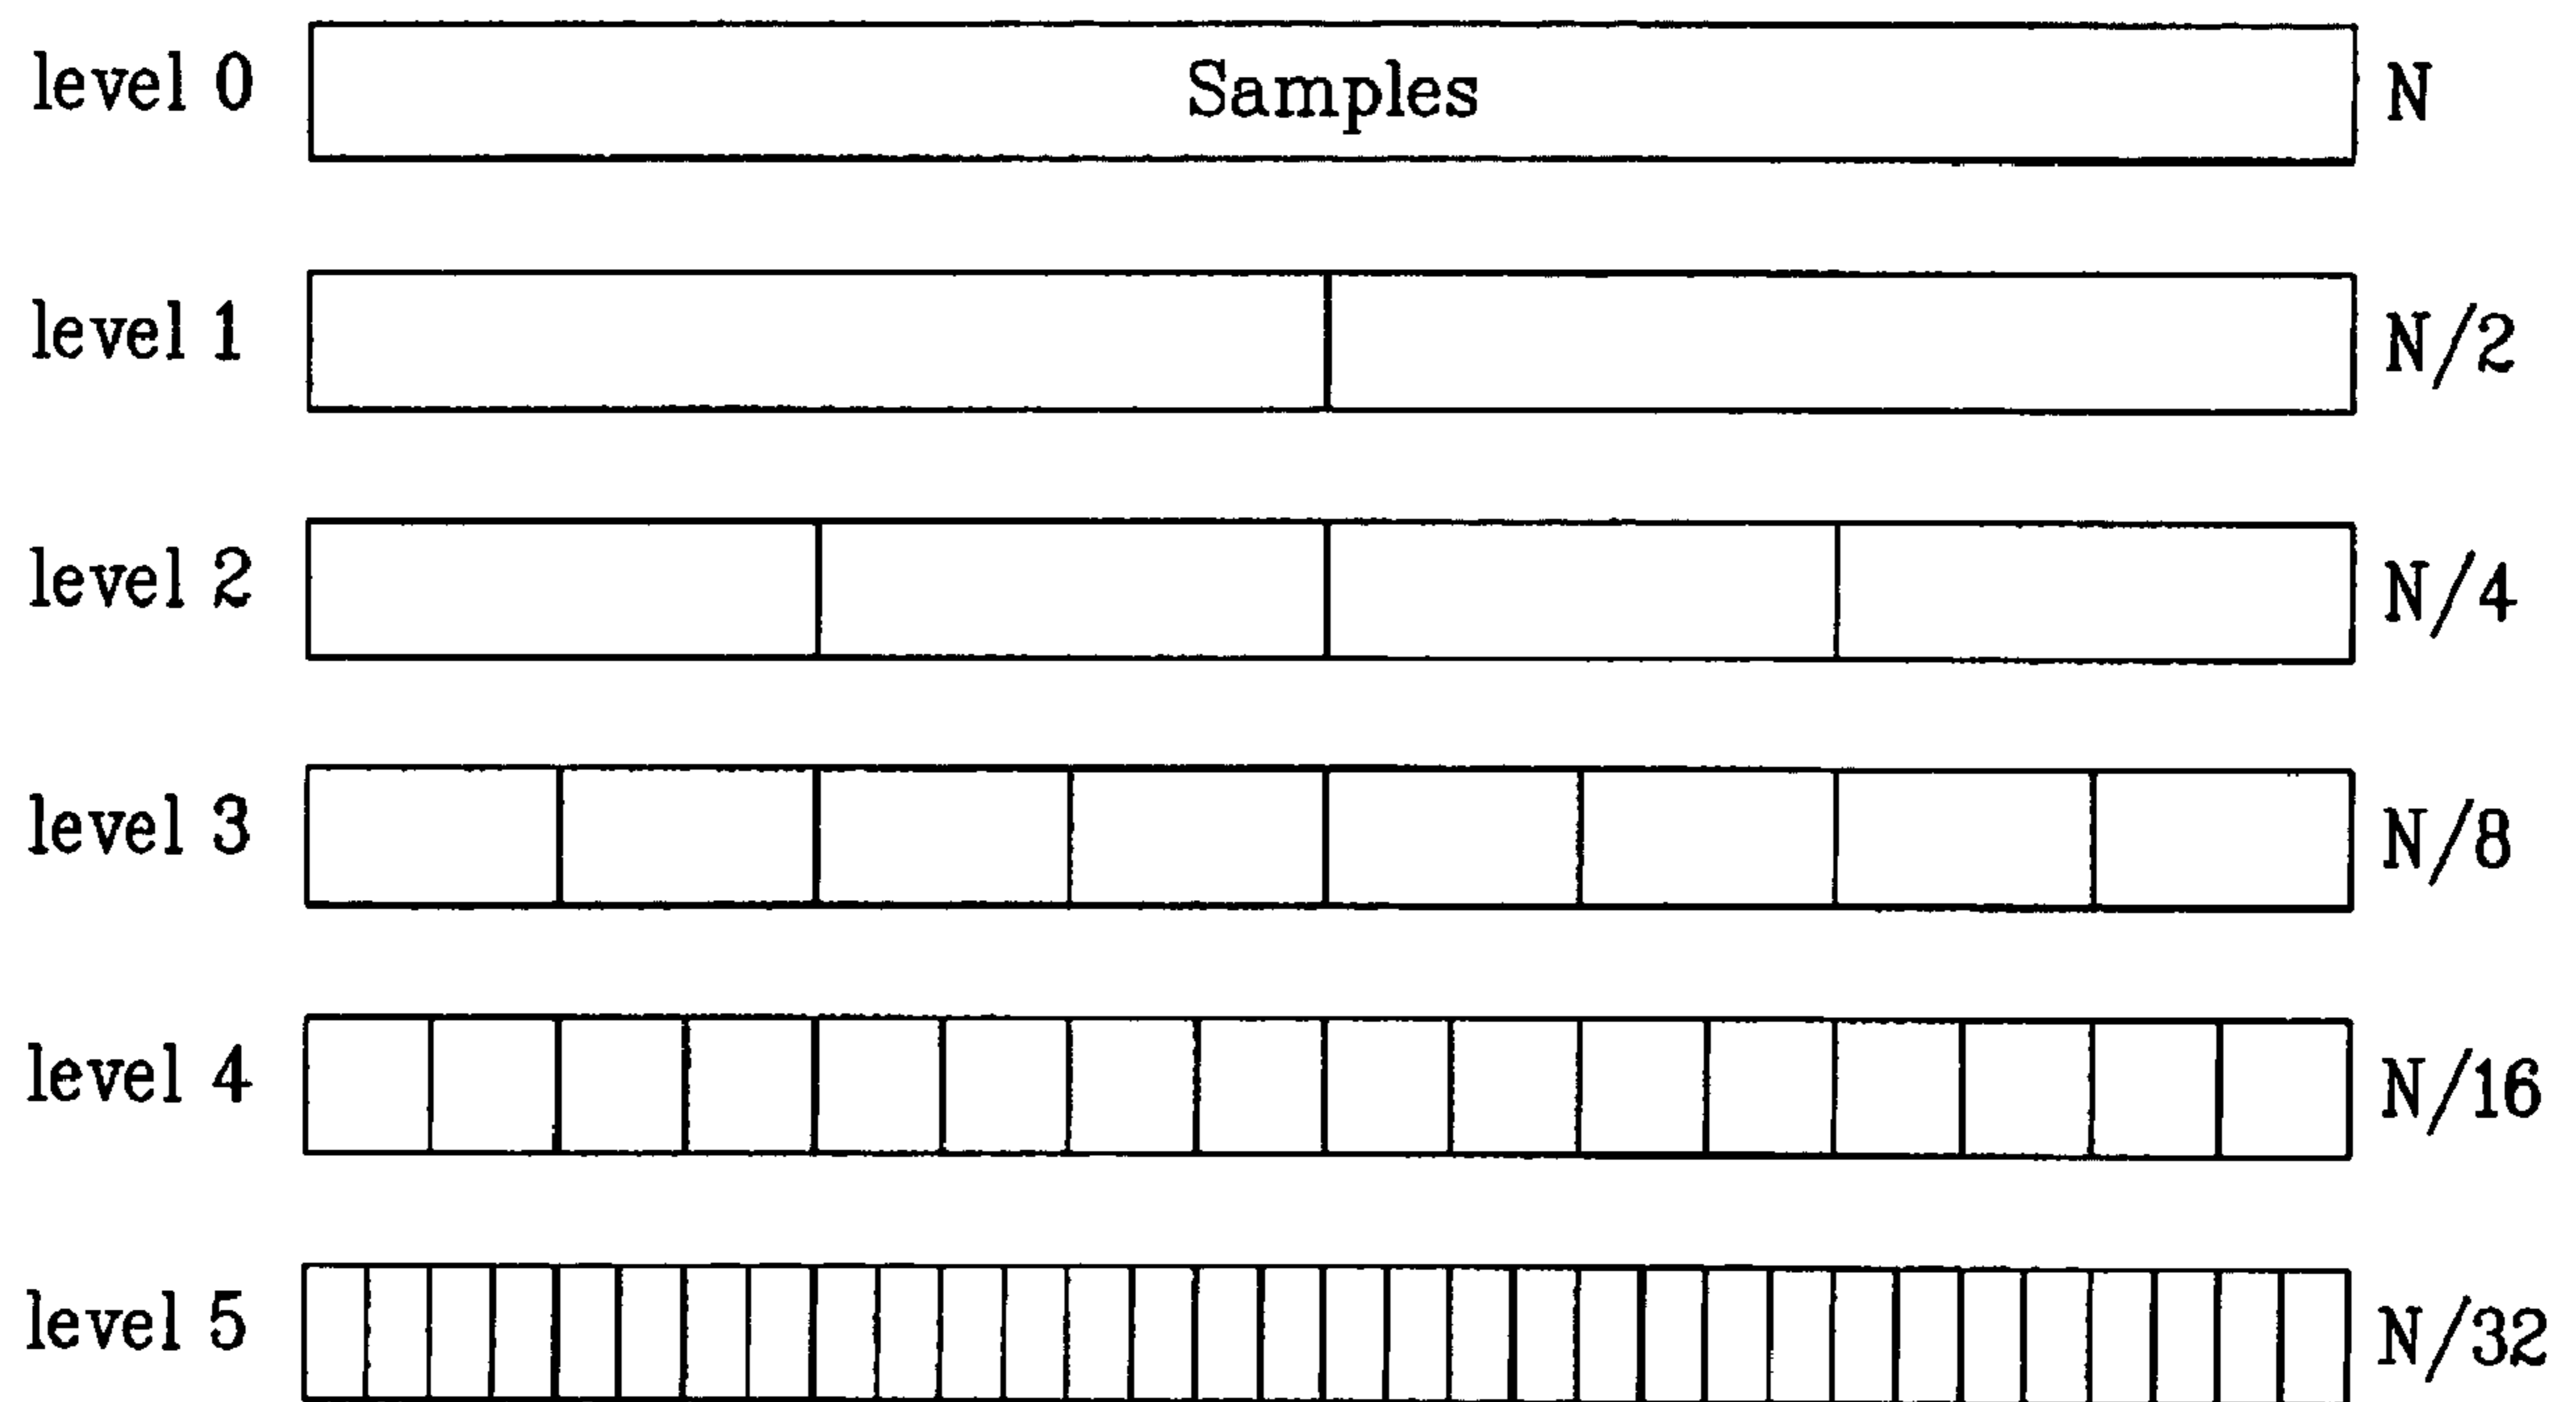 level 0 Samples N
level 1 N/2
level 2 N/4
level 3 N/8
level 4 N/16
level 5 N/32